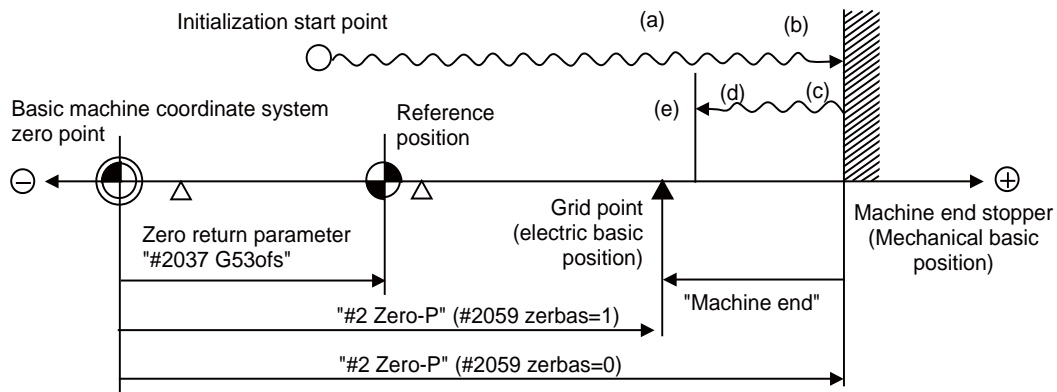 Initialization start point
(a)
(b)
Basic machine coordinate system
zero point
Reference
position
(e)
(d)
(c)
−
+
Grid point
(electric basic
position)
Machine end stopper
(Mechanical basic
position)
Zero return parameter
"#2037 G53ofs"
"Machine end"
"#2 Zero-P" (#2059 zerbas=1)
"#2 Zero-P" (#2059 zerbas=0)